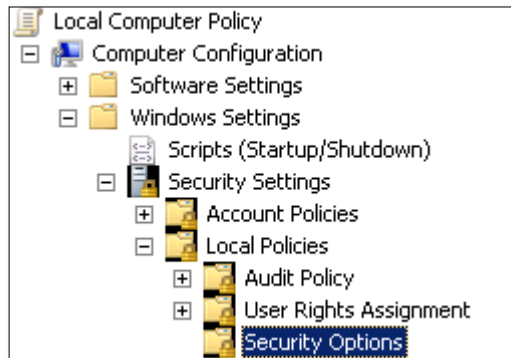 Local Computer Policy
Computer Configuration
Software Settings
Windows Settings
Scripts (Startup/Shutdown)
Security Settings
Account Policies
Local Policies
Audit Policy
User Rights Assignment
Security Options